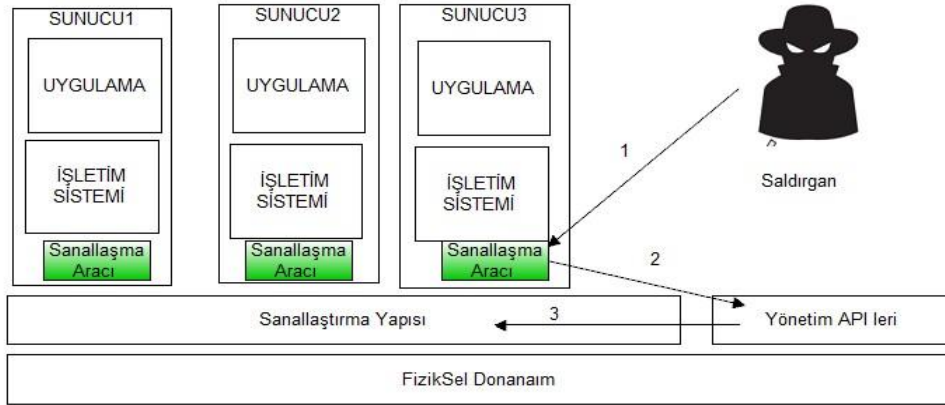 SUNUCU1
UYGULAMA
İŞLETİM
SİSTEMİ
Sanallaşma
Aracı
SUNUCU2
UYGULAMA
İŞLETİM
SİSTEMİ
Sanallaşma
Aracı
SUNUCU3
UYGULAMA
İŞLETİM
SİSTEMİ
Sanallaşma
Aracı
1
Saldırgan
2
Sanallaştırma Yapısı
3
Yönetim API leri
FizikSel Donanaım